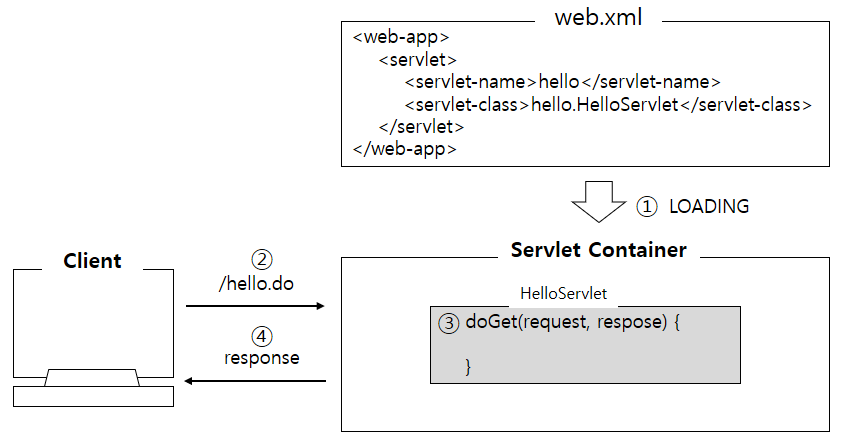 web.xml
<web-app>
<servlet>
<servlet-name>hello</servlet-name>
<servlet-class>hello.HelloServlet</servlet-class>
</servlet>
</web-app>
① LOADING
Servlet Container
Client
②
/hello.do
④
response
HelloServlet
③ doGet(request, respose) {
}